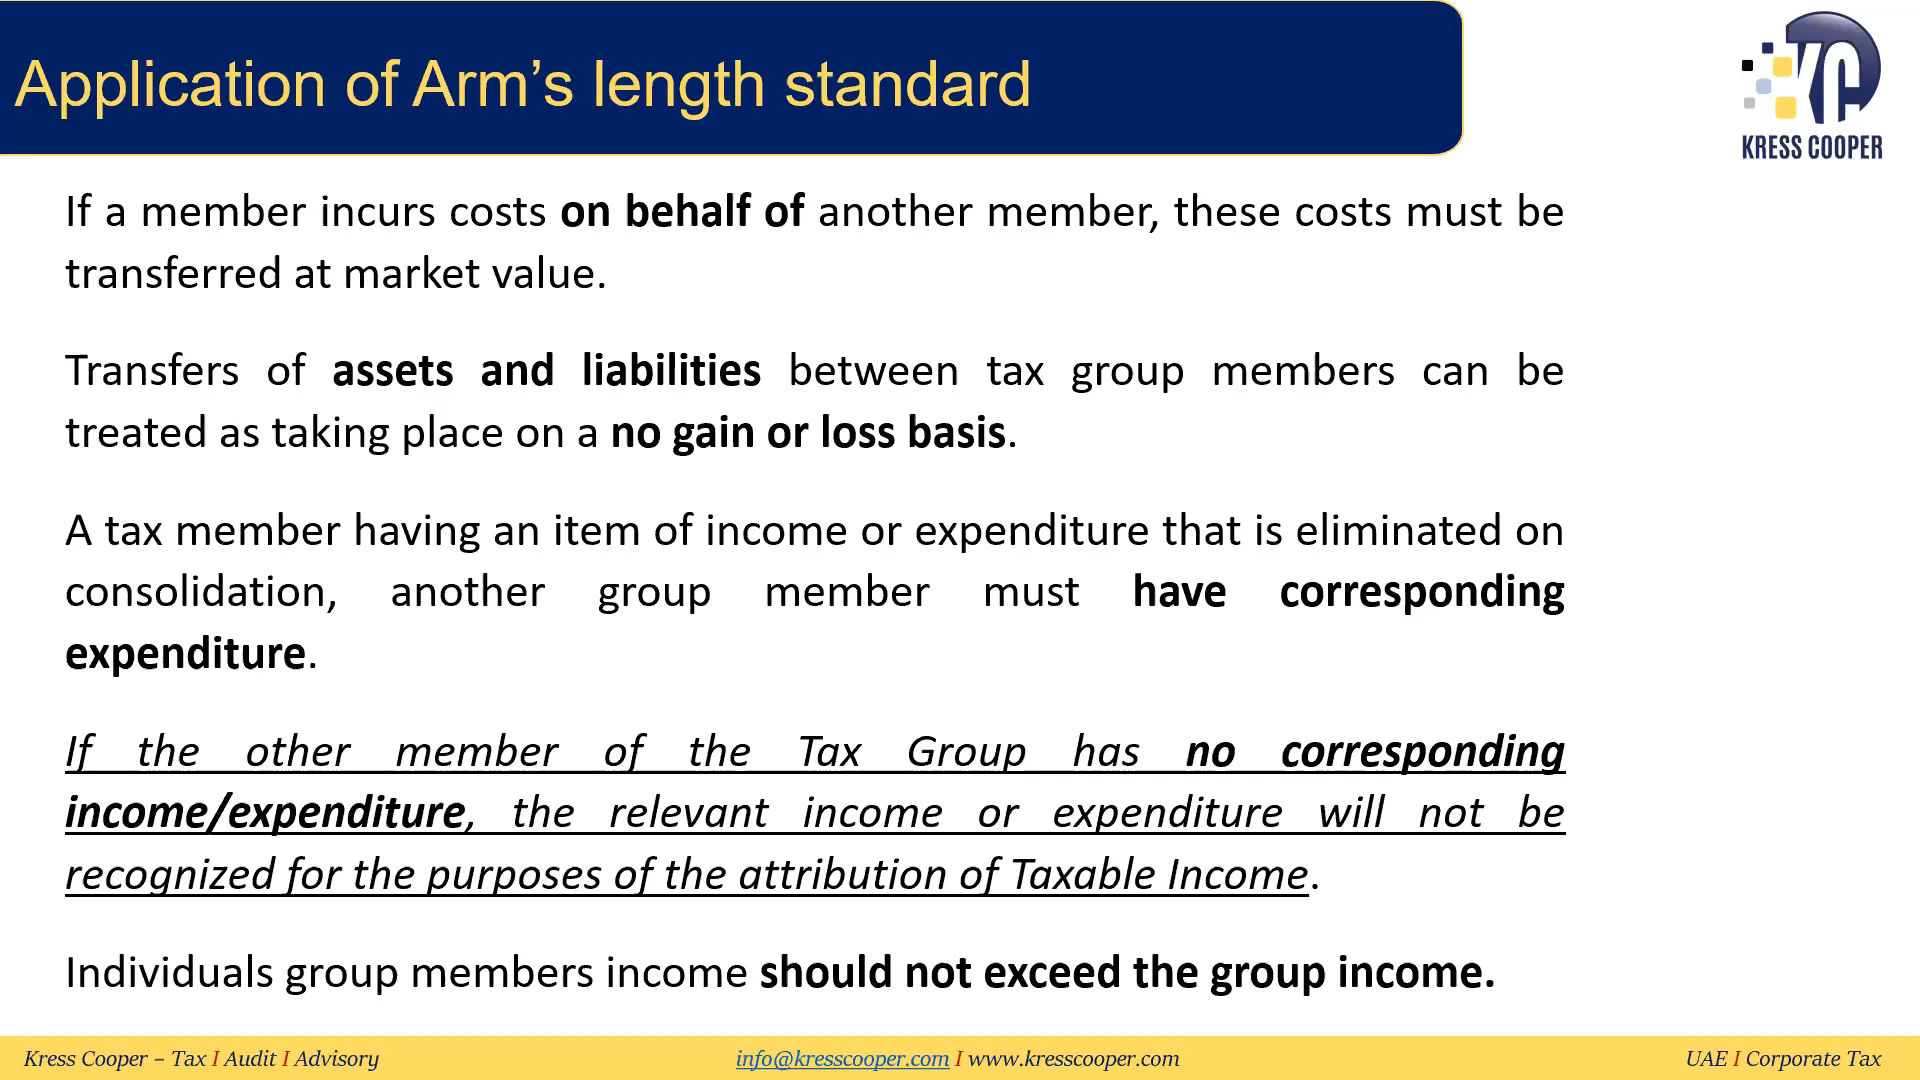 Application of Arm’s length standard
KRESS COOPER
If a member incurs costs on behalf of another member, these costs must be
transferred at market value.
Transfers of assets and liabilities between tax group members can be
treated as taking place on a no gain or loss basis.
A tax member having an item of income or expenditure that is eliminated on
consolidation, another group member must have corresponding
expenditure.
If the other member of the Tax Group has no corresponding
income/expenditure, the relevant income or expenditure will not be
recognized for the purposes of the attribution of Taxable Income.
Individuals group members income should not exceed the group income.
Kress Cooper – Tax I Audit I Advisory
info@kresscooper.com I www.kresscooper.com
UAE I Corporate Tax